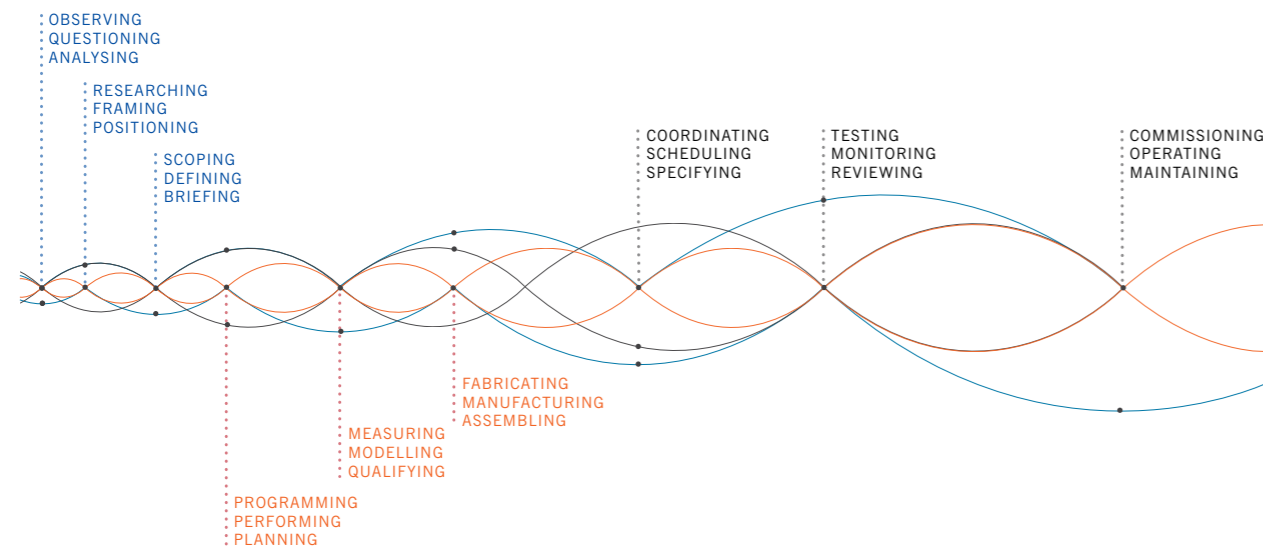 OBSERVING
QUESTIONING
ANALYSING
RESEARCHING
FRAMING
POSITIONING
SCOPING
DEFINING
BRIEFING
PROGRAMMING
PERFORMING
PLANNING
MEASURING
MODELLING
QUALIFYING
FABRICATING
MANUFACTURING
ASSEMBLING
COORDINATING
SCHEDULING
SPECIFYING
TESTING
MONITORING
REVIEWING
COMMISSIONING
OPERATING
MAINTAINING